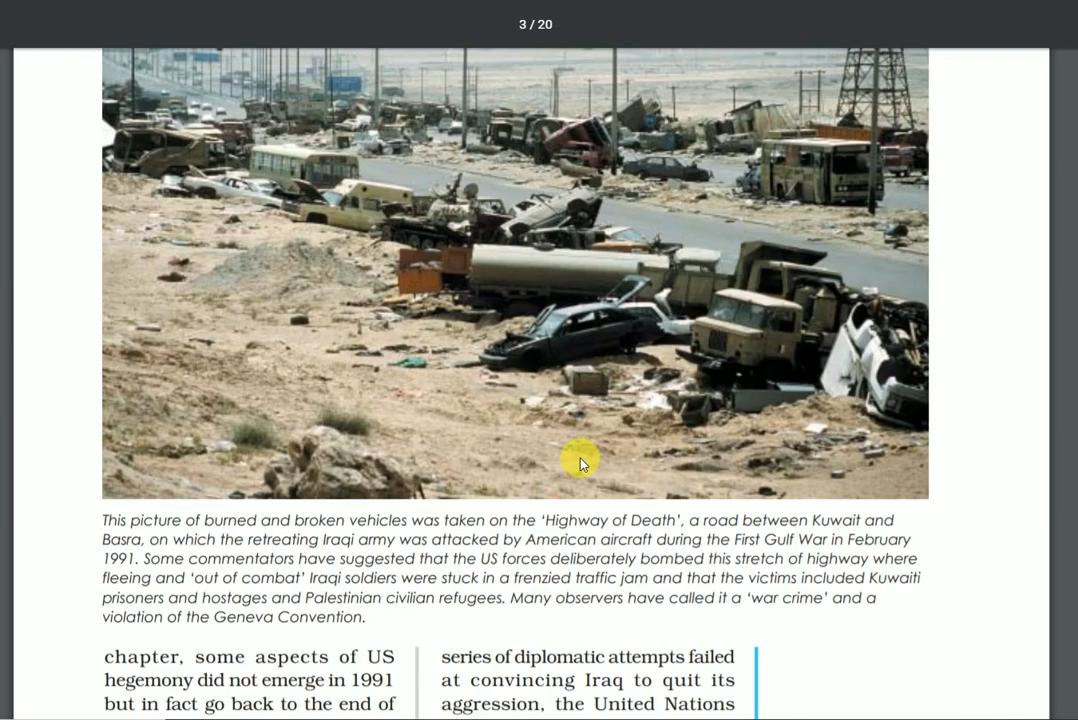 3 / 20
This picture of burned and broken vehicles was taken on the ‘Highway of Death’, a road between Kuwait and
Basra, on which the retreating Iraqi army was attacked by American aircraft during the First Gulf War in February
1991. Some commentators have suggested that the US forces deliberately bombed this stretch of highway where
fleeing and ‘out of combat’ Iraqi soldiers were stuck in a frenzied traffic jam and that the victims included Kuwaiti
prisoners and hostages and Palestinian civilian refugees. Many observers have called it a ‘war crime’ and a
violation of the Geneva Convention.
chapter, some aspects of US
hegemony did not emerge in 1991
but in fact go back to the end of
series of diplomatic attempts failed
at convincing Iraq to quit its
aggression, the United Nations